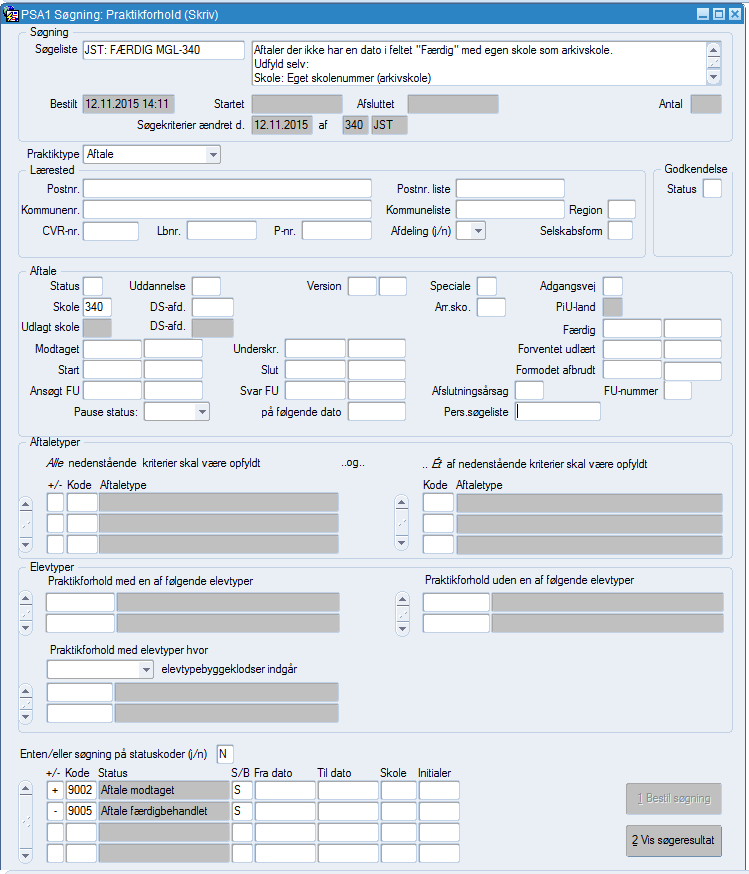 PSA1 Søgning: Praktikforhold (Skriv)
Søgning
Søgeliste JST: FÆRDIG MGL-340 Aftaler der ikke har en dato i feltet "Færdig" med egen skole som arkivskole.
Udfyld selv:
Skole: Eget skolenummer (arkivskole)
Bestilt 12.11.2015 14:11 Startet Afsluttet Antal
Søgekriterier ændret d. 12.11.2015 af 340 JST
Praktiktype Aftale
Lærested Godkendelse
Postnr. Postnr. liste Status
Kommunenr. Kommuneliste Region
CVR-nr. Lbnr. P-nr. Afdeling (j/n) Selskabsform
Aftale
Status Uddannelse Version Speciale Adgangsvej
Skole 340 DS-afd. Arr.sko. PiU-land
Udlagt skole DS-afd. Færdig
Modtaget Underskr. Forventet udlært
Start Slut Formodet afbrudt
Ansøgt FU Svar FU Afslutningsårsag FU-nummer
Pause status: på følgende dato Pers.søgeliste
Aftaletyper
Alle nedenstående kriterier skal være opfyldt ..og.. .. Ét af nedenstående kriterier skal være opfyldt
+/- Kode Aftaletype Kode Aftaletype
Elevtyper
Praktikforhold med en af følgende elevtyper Praktikforhold uden en af følgende elevtyper
Praktikforhold med elevtyper hvor
elevtypebyggeklodser indgår
Enten/eller søgning på statuskoder (j/n) N
+/- Kode Status S/B Fra dato Til dato Skole Initialer
+ 9002 Aftale modtaget S 1 Bestil søgning
- 9005 Aftale færdigbehandlet S
2 Vis søgeresultat